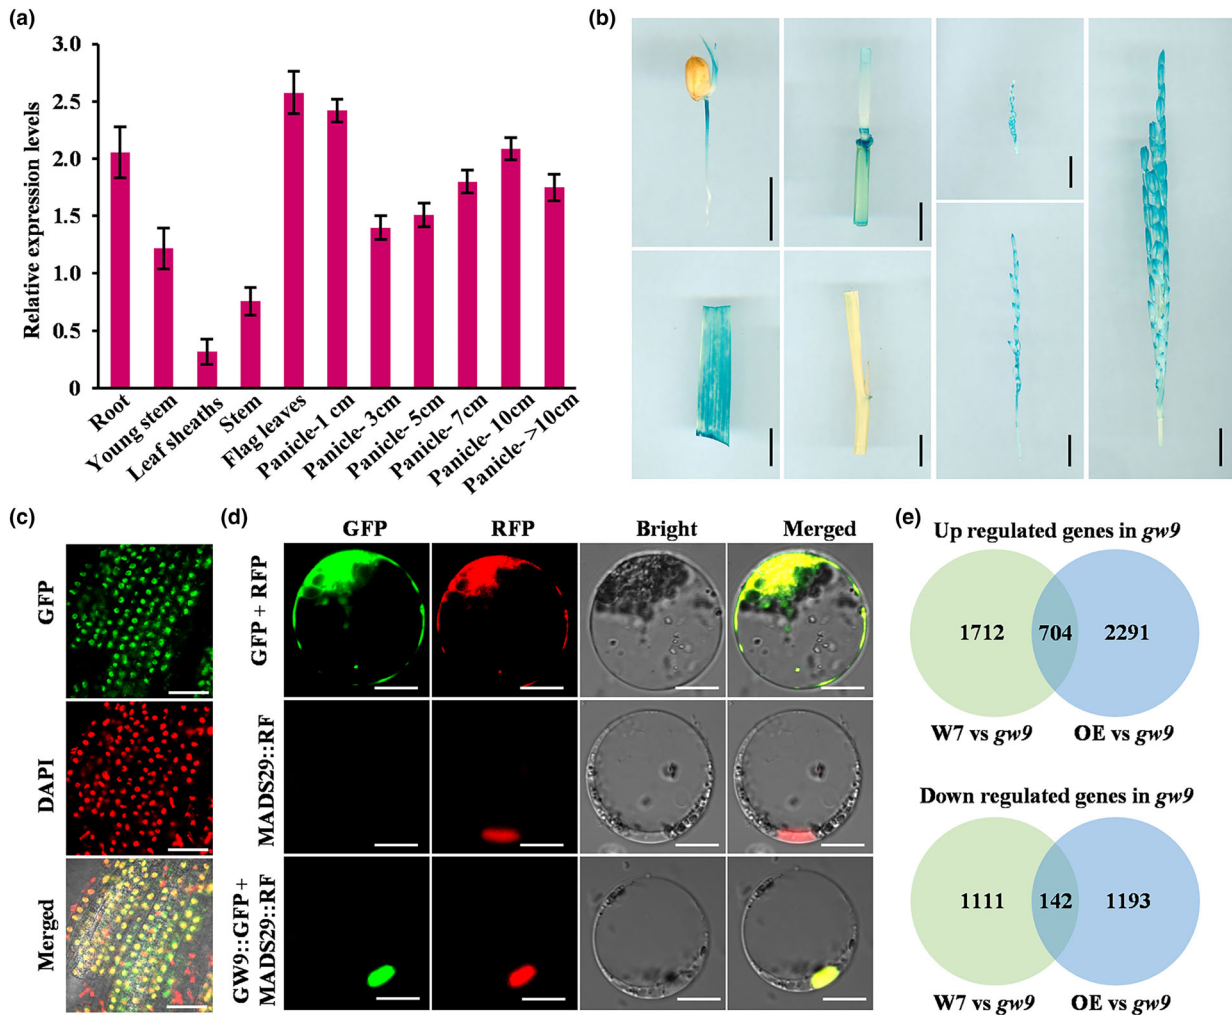 (a)
Relative expression levels
3.0
2.5
2.0
1.5
1.0
0.5
0
Root
Young stem
Leaf sheaths
Stem
Flag leaves
Panicle-1 cm
Panicle- 3cm
Panicle- 5cm
Panicle- 7cm
Panicle- 10cm
Panicle- >10cm
(b)
(c)
GFP
DAPI
Merged
(d)
GFP
RFP
Bright
Merged
GFP + RFP
MADS29::RF
GW9::GFP +
MADS29::RF
(e)
Up regulated genes in gw9
1712
704
2291
W7 vs gw9
OE vs gw9
Down regulated genes in gw9
1111
142
1193
W7 vs gw9
OE vs gw9